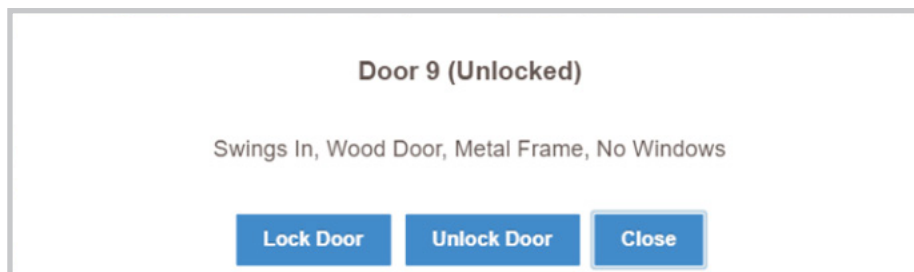 Door 9 (Unlocked)
Swings In, Wood Door, Metal Frame, No Windows
Lock Door Unlock Door Close